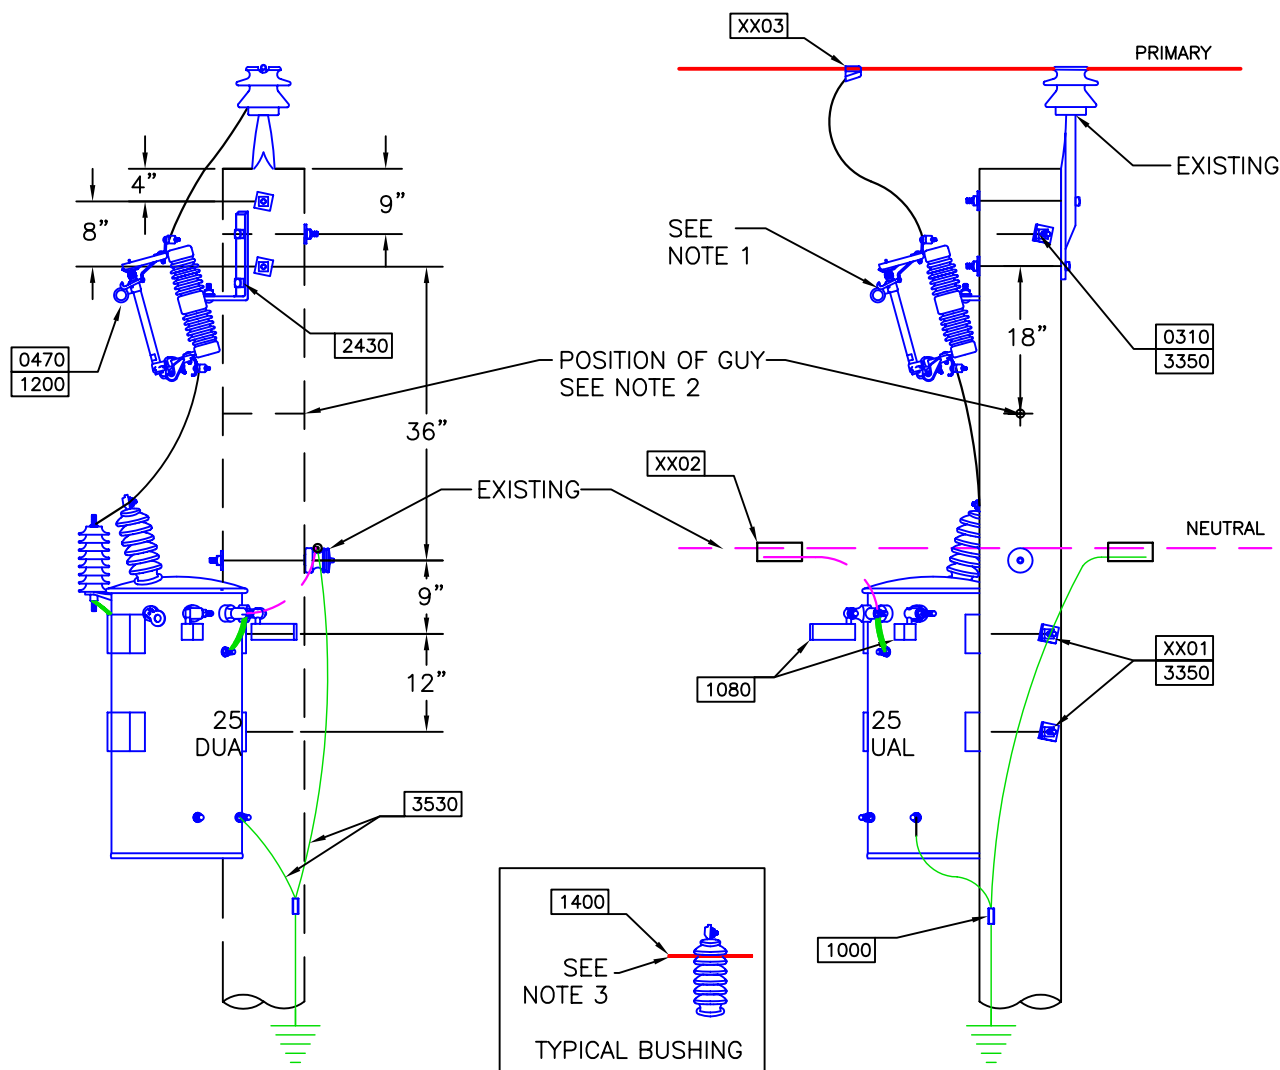 XX03
PRIMARY
EXISTING
4”
9”
8”
SEE
NOTE 1
18”
0310
3350
2430
0470
1200
POSITION OF GUY
SEE NOTE 2
36”
XX02
EXISTING
NEUTRAL
9”
XX01
3350
12”
1080
25
DUA
25
UAL
3530
1400
SEE
NOTE 3
1000
TYPICAL BUSHING